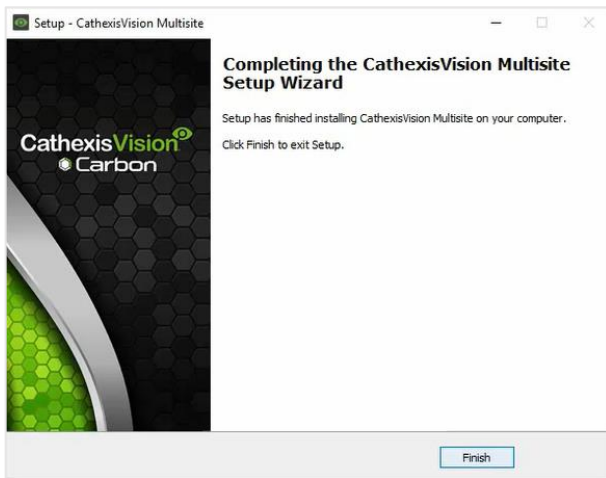 Setup - CathexisVision Multisite
Completing the CathexisVision Multisite
Setup Wizard
Setup has finished installing CathexisVision Multisite on your computer.
Click Finish to exit Setup.
CathexisVision
Carbon
Finish